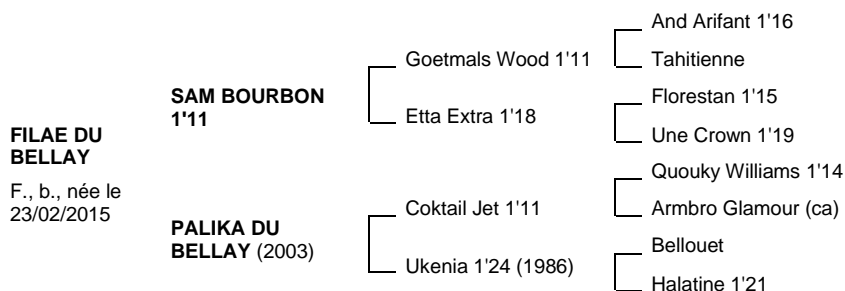 And Arifant 1'16
Goetmals Wood 1'11
Tahitienne
SAM BOURBON
1'11
Florestan 1'15
Etta Extra 1'18
Une Crown 1'19
FILAE DU
BELLAY
F., b., née le
23/02/2015
Quouky Williams 1'14
Coktail Jet 1'11
Armbro Glamour (ca)
PALIKA DU
BELLAY (2003)
Bellouet
Ukenia 1'24 (1986)
Halatine 1'21